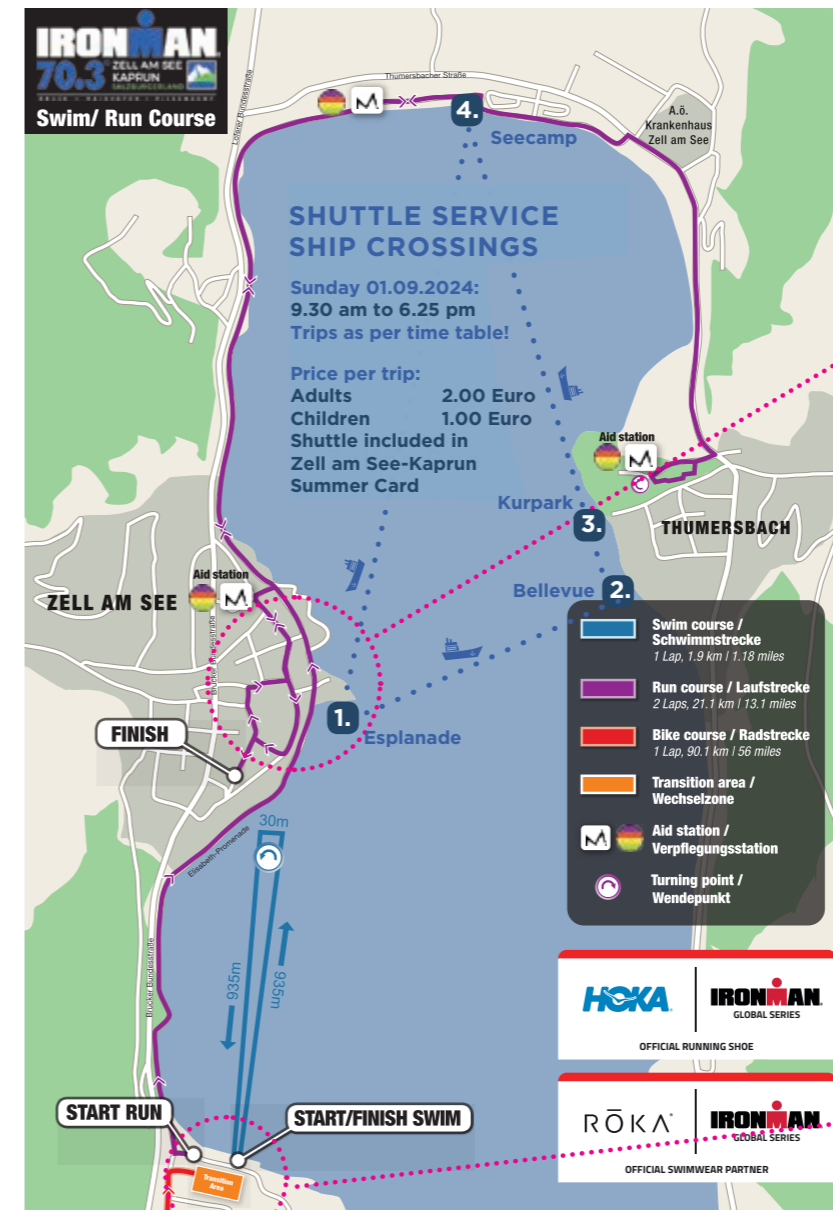 IRONMAN
70.3 ZELL AM SEE
KAPRUN
SALZBURGERLAND
Swim/ Run Course
Thumersbacher Straße
Loferer Bundesstraße
4.
Seecamp
A.ö.
Krankenhaus
Zell am See
SHUTTLE SERVICE
SHIP CROSSINGS
Sunday 01.09.2024:
9.30 am to 6.25 pm
Trips as per time table!
Price per trip:
Adults 2.00 Euro
Children 1.00 Euro
Shuttle included in
Zell am See-Kaprun
Summer Card
Aid station
Kurpark
3.
THUMERSBACH
Bellevue 2.
Aid station
ZELL AM SEE
Brucker Bundesstraße
1.
Esplanade
FINISH
Swim course /
Schwimmstrecke
1 Lap, 1.9 km | 1.18 miles
Run course / Laufstrecke
2 Laps, 21.1 km | 13.1 miles
Bike course / Radstrecke
1 Lap, 90.1 km | 56 miles
Transition area /
Wechselzone
Aid station /
Verpflegungsstation
Turning point /
Wendepunkt
30m
Elisabeth-Promenade
935m
935m
Brucker Bundesstraße
HOKA
IRONMAN
GLOBAL SERIES
OFFICIAL RUNNING SHOE
START RUN
START/FINISH SWIM
Transition
Area
RŌKA
IRONMAN
GLOBAL SERIES
OFFICIAL SWIMWEAR PARTNER